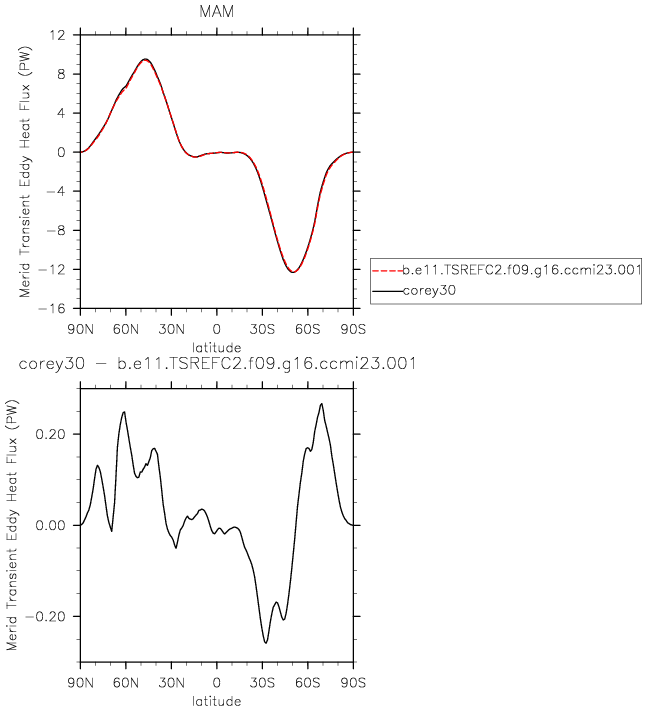 MAM
Merid Transient Eddy Heat Flux (PW)
12
8
4
0
−4
−8
−12
−16
90N 60N 30N 0 30S 60S 90S
latitude
b.e11.TSREFC2.f09.g16.ccmi23.001
corey30
corey30 − b.e11.TSREFC2.f09.g16.ccmi23.001
Merid Transient Eddy Heat Flux (PW)
0.20
0.00
−0.20
90N 60N 30N 0 30S 60S 90S
latitude